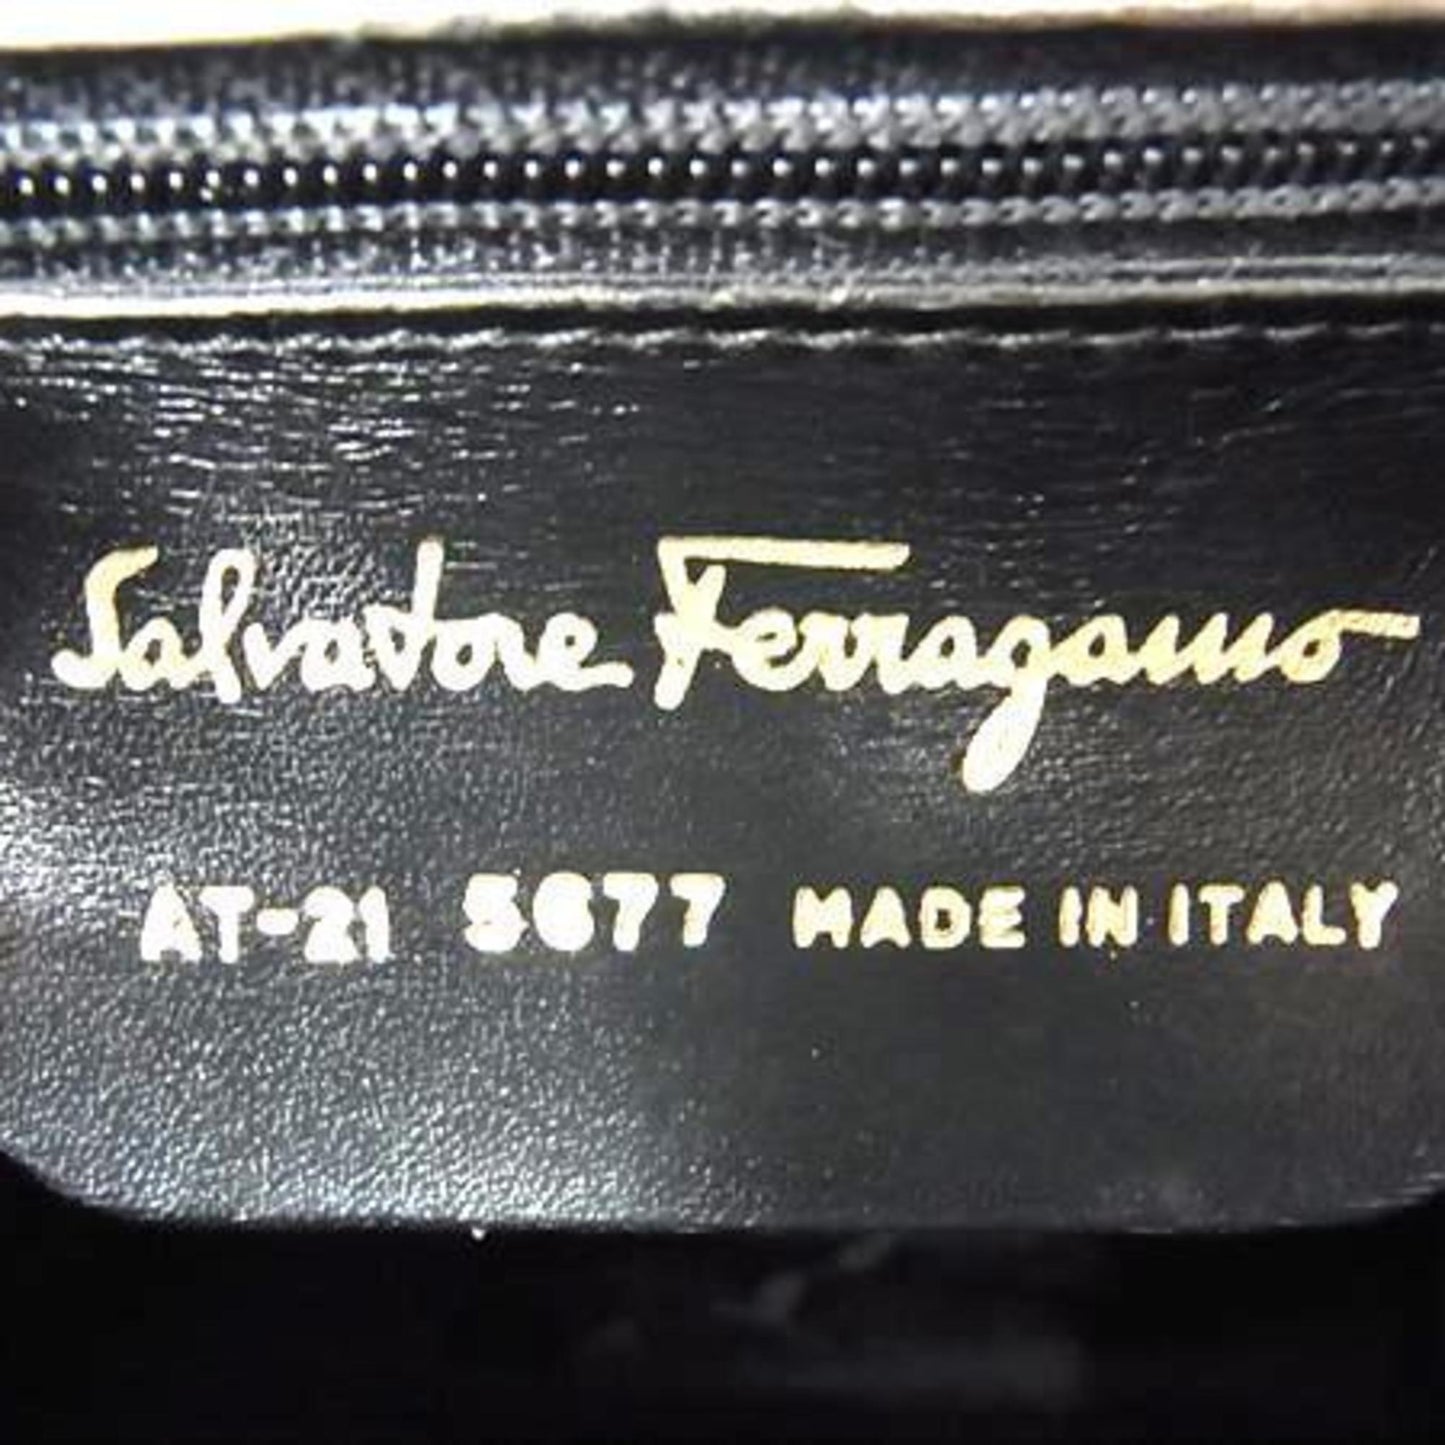 Salvatore Ferragamo
AT-21 5677 MADE IN ITALY